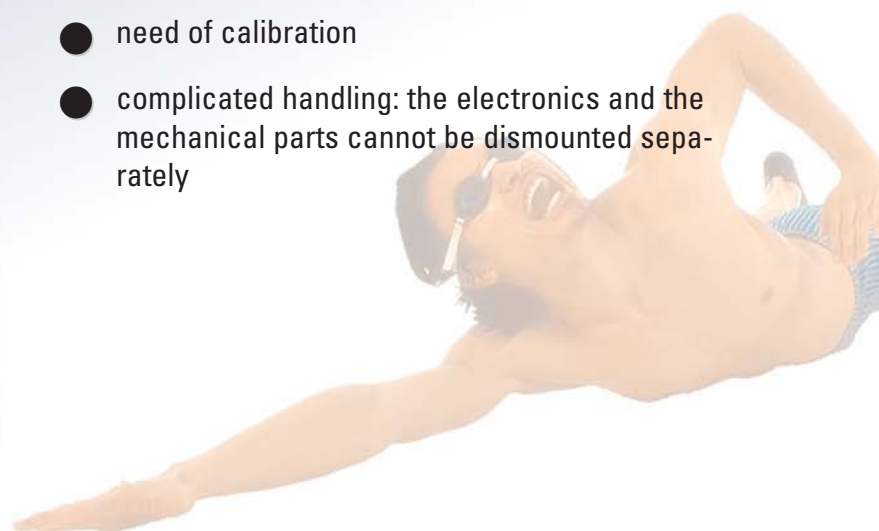 ● need of calibration
● complicated handling: the electronics and the
mechanical parts cannot be dismounted sepa-
rately